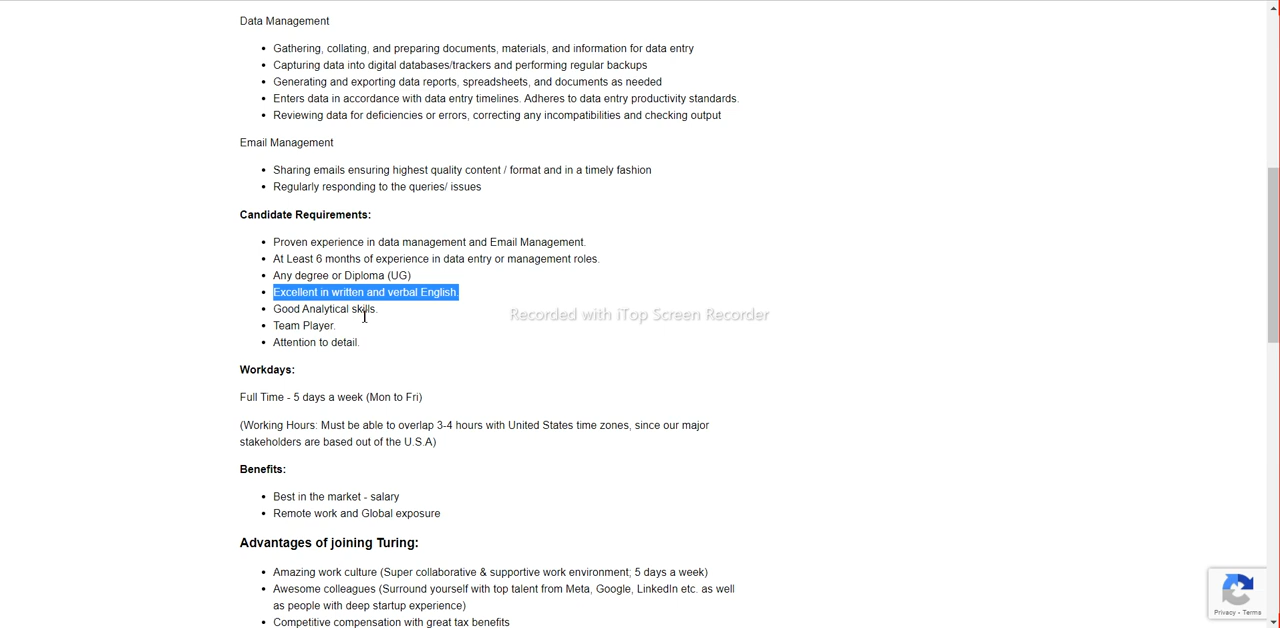 Data Management
Gathering, collating, and preparing documents, materials, and information for data entry
Capturing data into digital databases/trackers and performing regular backups
Generating and exporting data reports, spreadsheets, and documents as needed
Enters data in accordance with data entry timelines. Adheres to data entry productivity standards.
Reviewing data for deficiencies or errors, correcting any incompatibilities and checking output
Email Management
Sharing emails ensuring highest quality content / format and in a timely fashion
Regularly responding to the queries/ issues
Candidate Requirements:
Proven experience in data management and Email Management.
At Least 6 months of experience in data entry or management roles.
Any degree or Diploma (UG)
Excellent in written and verbal English.
Good Analytical skills.
Recorded with iTop Screen Recorder
Team Player.
Attention to detail.
Workdays:
Full Time - 5 days a week (Mon to Fri)
(Working Hours: Must be able to overlap 3-4 hours with United States time zones, since our major
stakeholders are based out of the U.S.A)
Benefits:
Best in the market - salary
Remote work and Global exposure
Advantages of joining Turing:
Amazing work culture (Super collaborative & supportive work environment; 5 days a week)
Awesome colleagues (Surround yourself with top talent from Meta, Google, LinkedIn etc. as well
as people with deep startup experience)
Competitive compensation with great tax benefits
Privacy - Terms